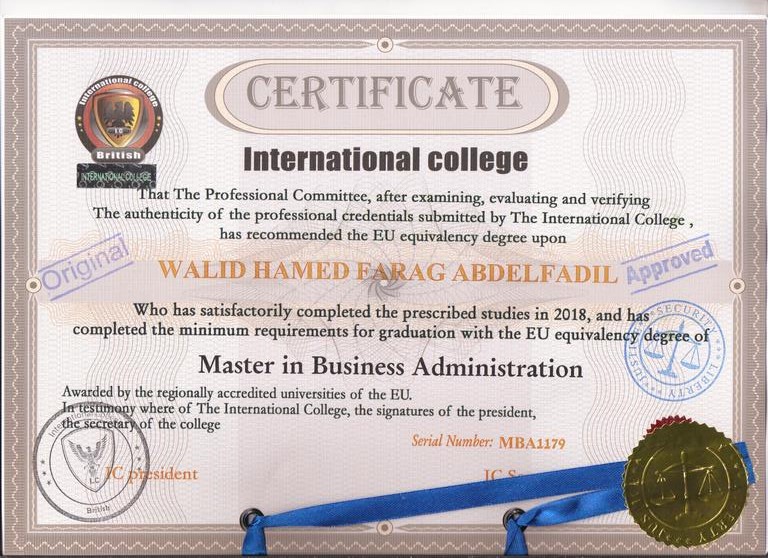 CERTIFICATE
International college
British
INTERNATIONAL COLLEGE
International college
That The Professional Committee, after examining, evaluating and verifying
The authenticity of the professional credentials submitted by The International College ,
has recommended the EU equivalency degree upon
Original
WALID HAMED FARAG ABDELFADIL
Approved
Who has satisfactorily completed the prescribed studies in 2018, and has
completed the minimum requirements for graduation with the EU equivalency degree of
SECURITY
JUSTICE
LIBERTY
Master in Business Administration
Awarded by the regionally accredited universities of the EU.
In testimony where of The International College, the signatures of the president,
the secretary of the college
Serial Number: MBA1179
International
I.C
British
IC president
IC S